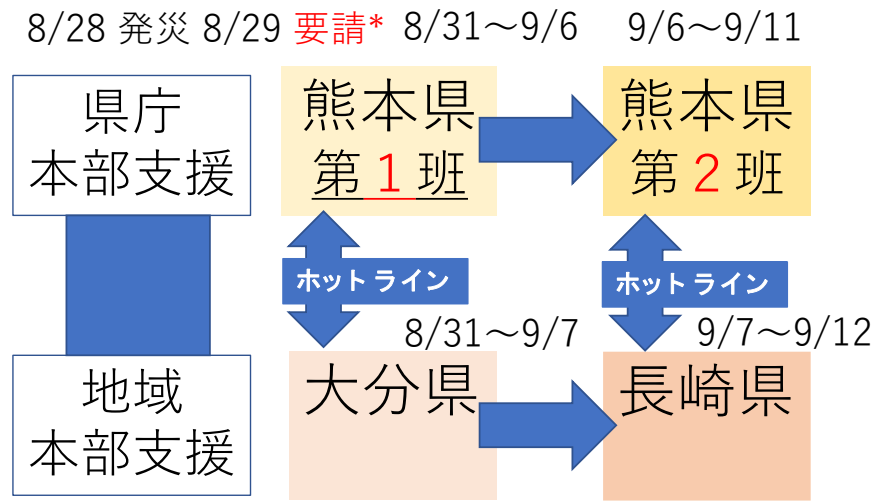 8/28 発災 8/29 要請* 8/31～9/6 9/6～9/11
県庁
本部支援
熊本県
第１班
熊本県
第２班
ホットライン
ホットライン
8/31～9/7
9/7～9/12
地域
本部支援
大分県
長崎県